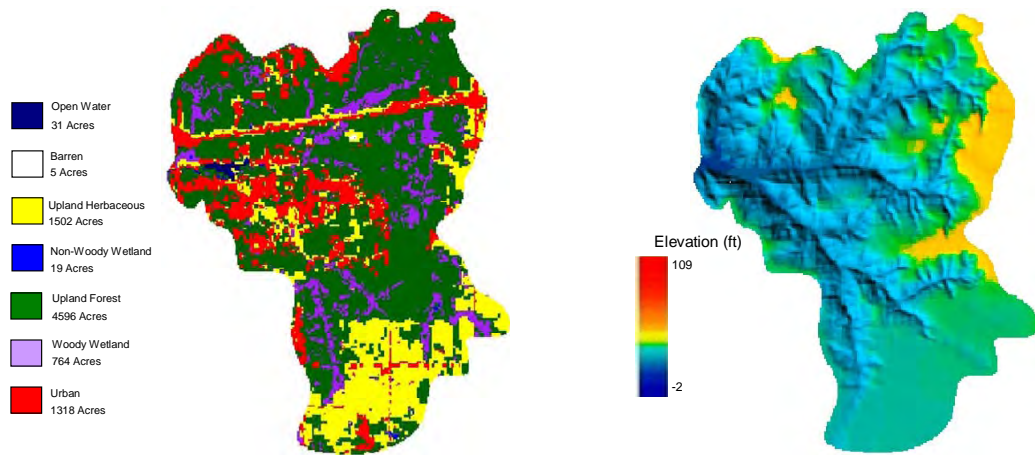 Open Water
31 Acres
Barren
5 Acres
Upland Herbaceous
1502 Acres
Non-Woody Wetland
19 Acres
Upland Forest
4596 Acres
Woody Wetland
764 Acres
Urban
1318 Acres
Elevation (ft)
109
-2